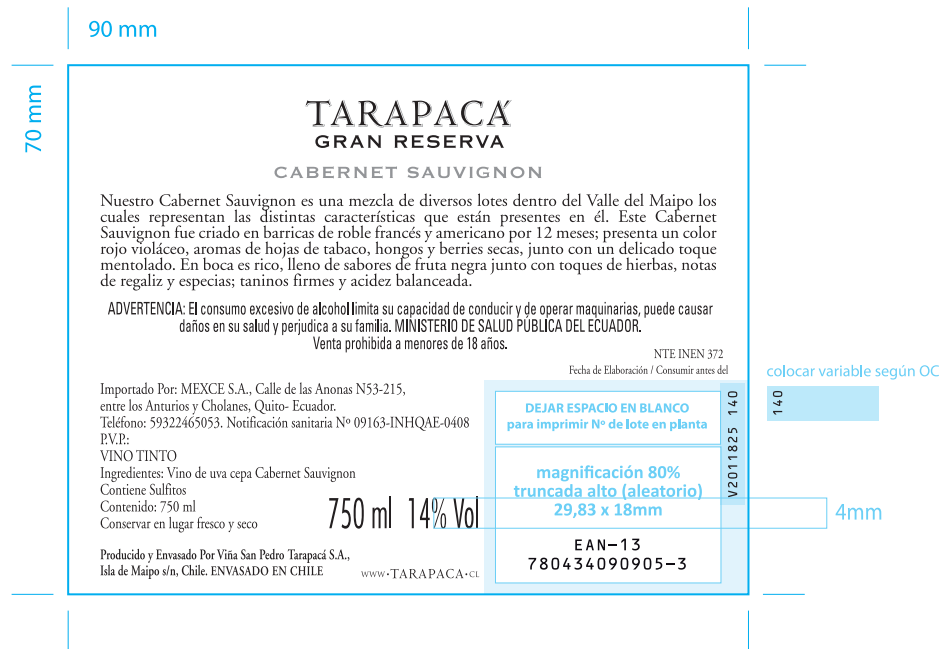 90 mm
70 mm
TARAPACÁ
GRAN RESERVA
CABERNET SAUVIGNON
Nuestro Cabernet Sauvignon es una mezcla de diversos lotes dentro del Valle del Maipo los
cuales representan las distintas características que están presentes en él. Este Cabernet
Sauvignon fue criado en barricas de roble francés y americano por 12 meses; presenta un color
rojo violáceo, aromas de hojas de tabaco, hongos y berries secas, junto con un delicado toque
mentolado. En boca es rico, lleno de sabores de fruta negra junto con toques de hierbas, notas
de regaliz y especias; taninos firmes y acidez balanceada.
ADVERTENCIA: El consumo excesivo de alcohol limita su capacidad de conducir y de operar maquinarias, puede causar
daños en su salud y perjudica a su familia. MINISTERIO DE SALUD PÚBLICA DEL ECUADOR.
Venta prohibida a menores de 18 años.
NTE INEN 372
Fecha de Elaboración / Consumir antes del
Importado Por: MEXCE S.A., Calle de las Anonas N53-215,
entre los Anturios y Cholanes, Quito- Ecuador.
Teléfono: 59322465053. Notificación sanitaria Nº 09163-INHQAE-0408
P.V.P.:
VINO TINTO
Ingredientes: Vino de uva cepa Cabernet Sauvignon
Contiene Sulfitos
Contenido: 750 ml
Conservar en lugar fresco y seco
750 ml 14% Vol
Producido y Envasado Por Viña San Pedro Tarapacá S.A.,
Isla de Maipo s/n, Chile. ENVASADO EN CHILE
WWW·TARAPACA·CL
DEJAR ESPACIO EN BLANCO
para imprimir Nº de lote en planta
magnificación 80%
truncada alto (aleatorio)
29,83 x 18mm
EAN-13
780434090905-3
V2011825 140
colocar variable según OC
140
4mm